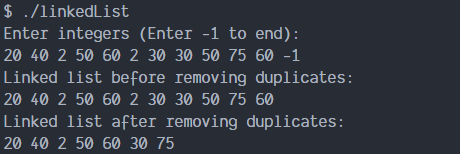 $ ./linkedList
Enter integers (Enter -1 to end):
20 40 2 50 60 2 30 30 50 75 60 -1
Linked list before removing duplicates:
20 40 2 50 60 2 30 30 50 75 60
Linked list after removing duplicates:
20 40 2 50 60 30 75